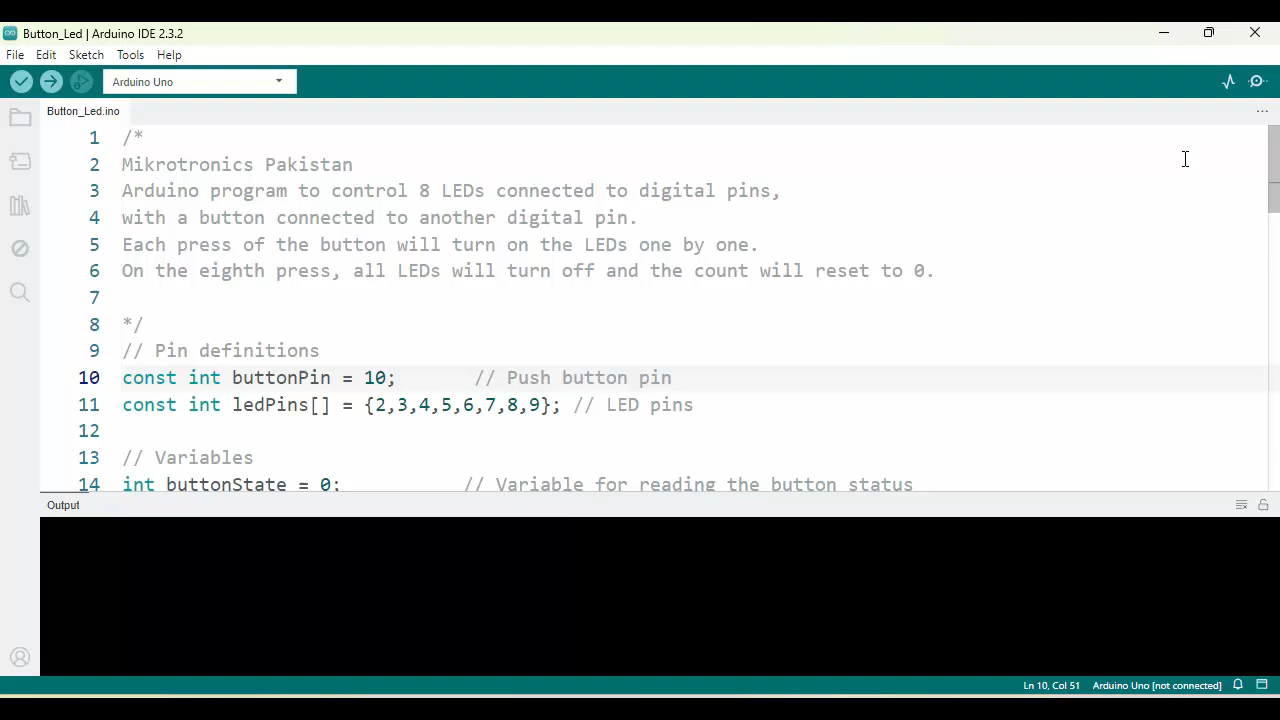 Button_Led | Arduino IDE 2.3.2
File Edit Sketch Tools Help
Arduino Uno
Button_Led.ino
1 /*
2 Mikrotronics Pakistan
3 Arduino program to control 8 LEDs connected to digital pins,
4 with a button connected to another digital pin.
5 Each press of the button will turn on the LEDs one by one.
6 On the eighth press, all LEDs will turn off and the count will reset to 0.
7
8 */
9 // Pin definitions
10 const int buttonPin = 10; // Push button pin
11 const int ledPins[] = {2,3,4,5,6,7,8,9}; // LED pins
12
13 // Variables
14 int buttonState = 0; // Variable for reading the button status
Output
Ln 10, Col 51 Arduino Uno [not connected]